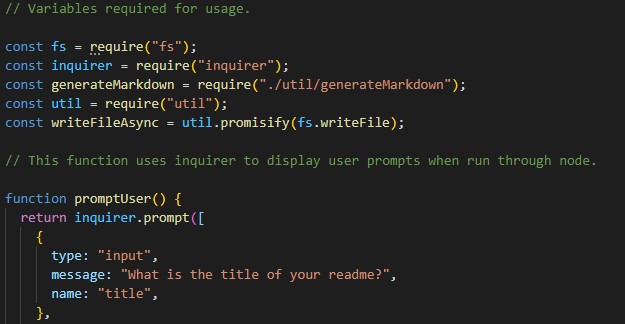 // Variables required for usage.
const fs = require("fs");
const inquirer = require("inquirer");
const generateMarkdown = require("./util/generateMarkdown");
const util = require("util");
const writeFileAsync = util.promisify(fs.writeFile);
// This function uses inquirer to display user prompts when run through node.
function promptUser() {
  return inquirer.prompt([
    {
      type: "input",
      message: "What is the title of your readme?",
      name: "title",
    },